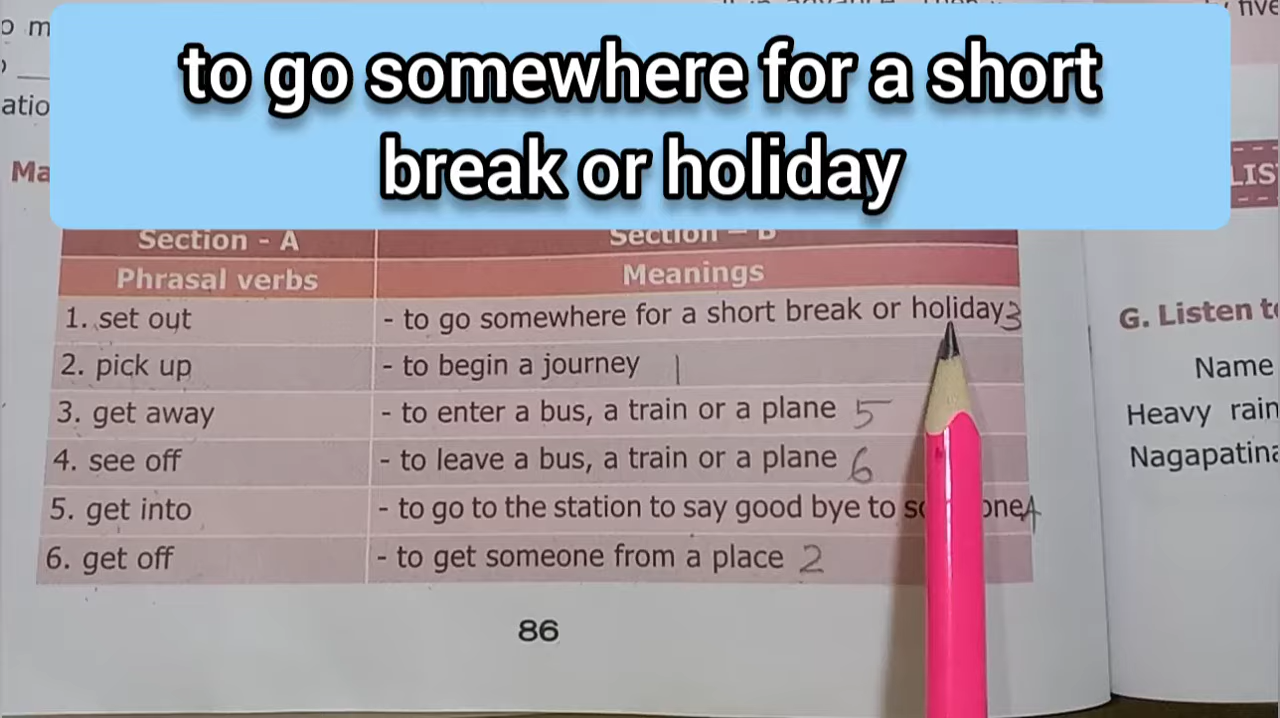 to go somewhere for a short
break or holiday
five
LIS
Section - A Section - B
Phrasal verbs Meanings
1. set out - to go somewhere for a short break or holiday 3
2. pick up - to begin a journey 1
3. get away - to enter a bus, a train or a plane 5
4. see off - to leave a bus, a train or a plane 6
5. get into - to go to the station to say good bye to 4
6. get off - to get someone from a place 2
86
G. Listen
Name
Heavy rain
Nagapatina